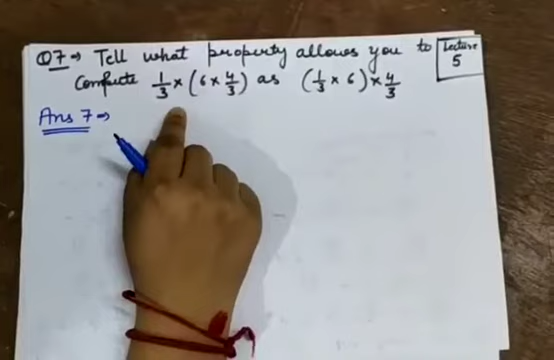 Q7⇒ Tell what property allows you to
Compute 1/3 × (6 × 4/3) as (1/3 × 6) × 4/3
Lecture
5
Ans 7⇒